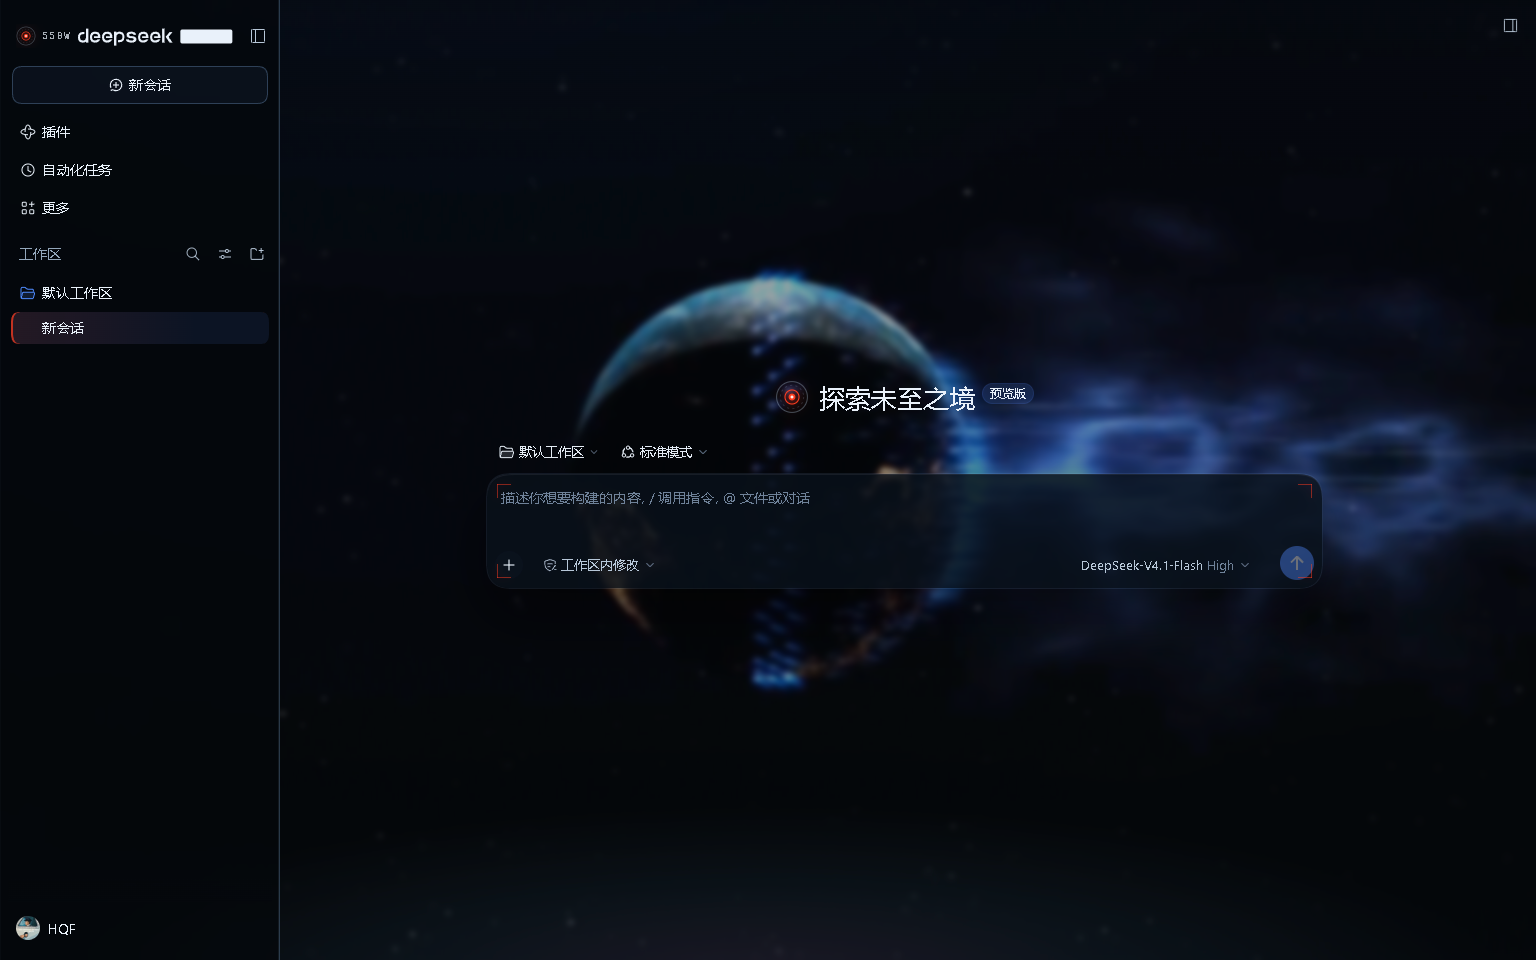 55BW deepseek
新会话
插件
自动化任务
更多
工作区
默认工作区
新会话
探索未至之境 预览版
默认工作区 标准模式
描述你想要构建的内容, / 调用指令, @ 文件或对话
工作区内修改 DeepSeek-V4.1-Flash High
HQF